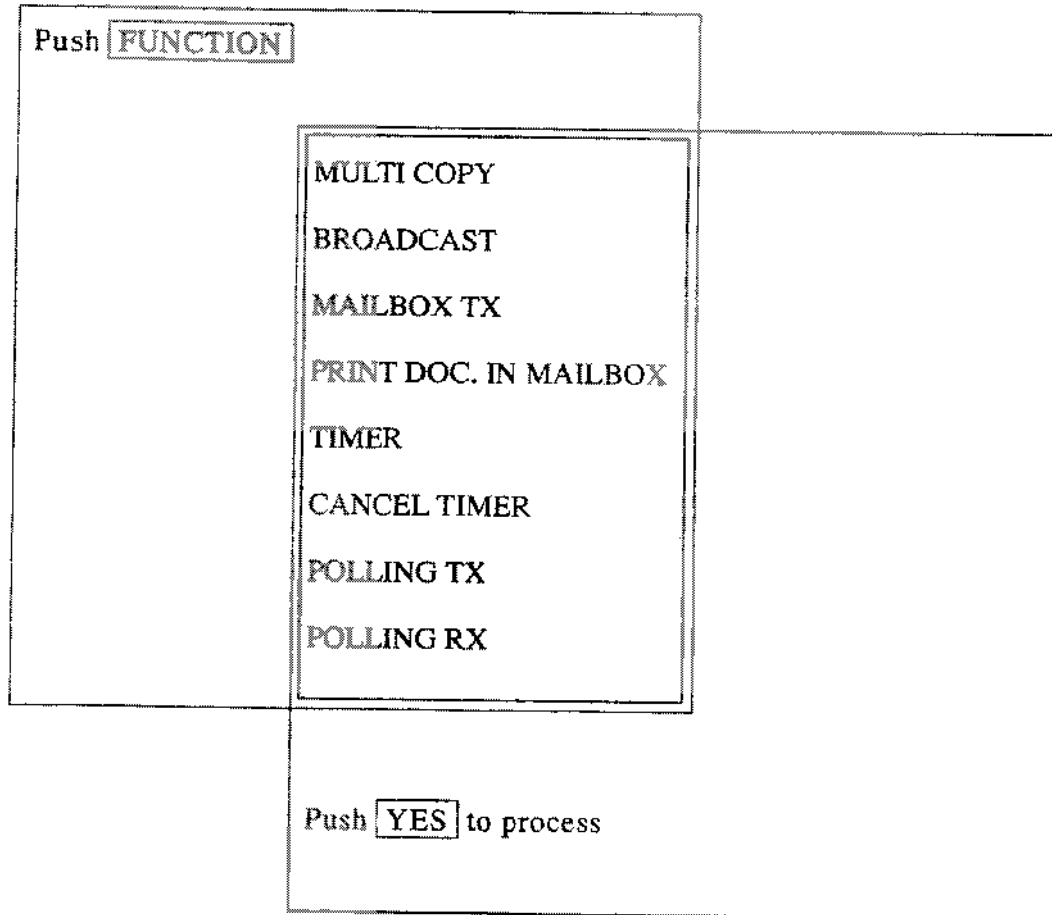 Push FUNCTION
MULTI COPY
BROADCAST
MAILBOX TX
PRINT DOC. IN MAILBOX
TIMER
CANCEL TIMER
POLLING TX
POLLING RX
Push YES to process